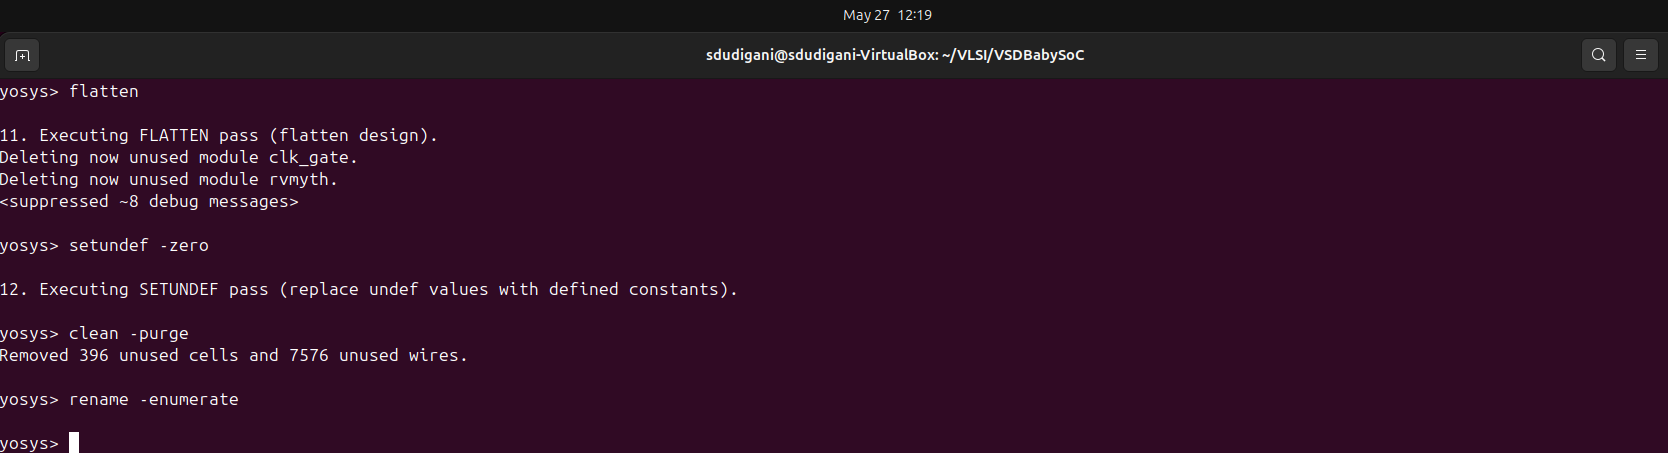 May 27 12:19
sdudigani@sdudigani-VirtualBox: ~/VLSI/VSDBabySoC
yosys> flatten
11. Executing FLATTEN pass (flatten design).
Deleting now unused module clk_gate.
Deleting now unused module rvmyth.
<suppressed ~8 debug messages>
yosys> setundef -zero
12. Executing SETUNDEF pass (replace undef values with defined constants).
yosys> clean -purge
Removed 396 unused cells and 7576 unused wires.
yosys> rename -enumerate
yosys>